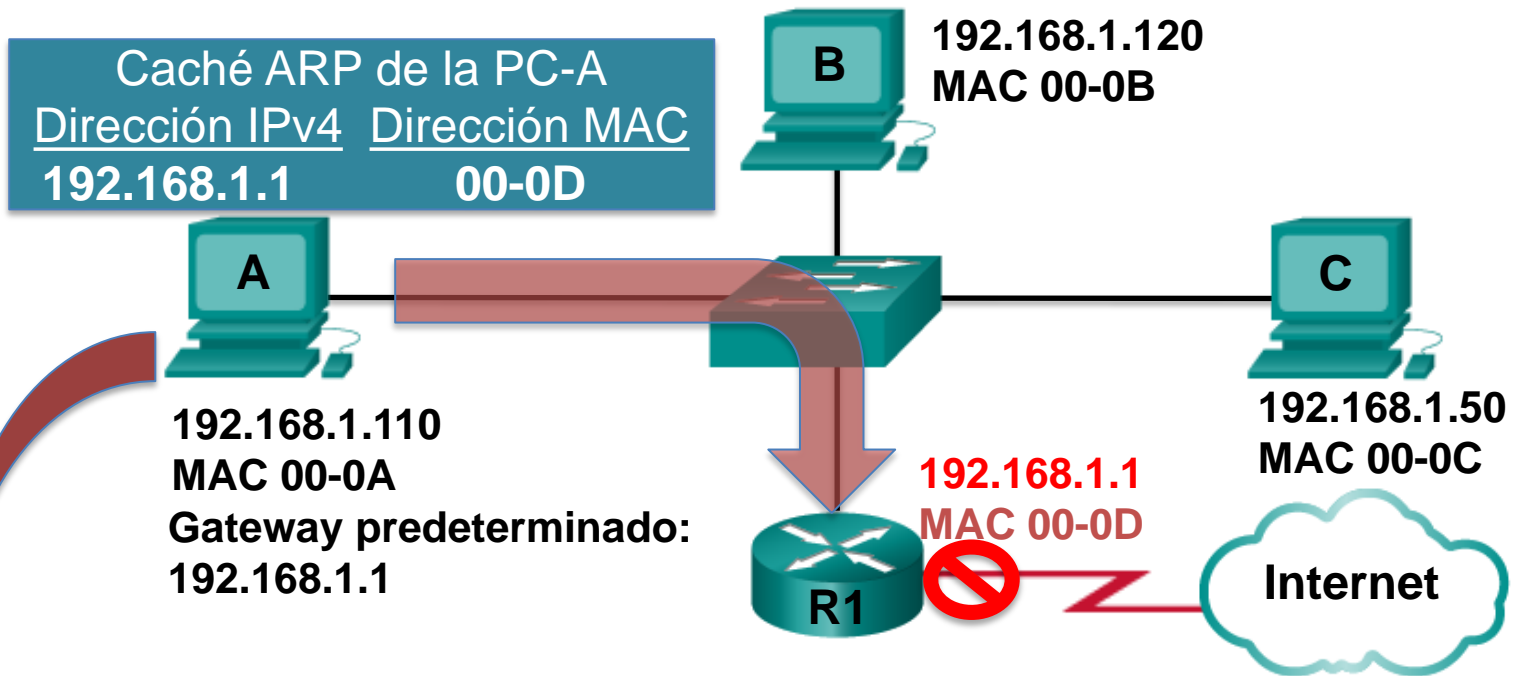 Caché ARP de la PC-A
Dirección IPv4 Dirección MAC
192.168.1.1 00-0D
B
192.168.1.120
MAC 00-0B
A
192.168.1.110
MAC 00-0A
Gateway predeterminado:
192.168.1.1
C
192.168.1.50
MAC 00-0C
192.168.1.1
MAC 00-0D
R1
Internet